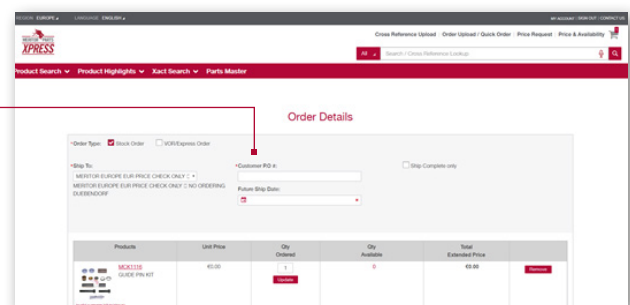 REGION EUROPE LANGUAGE ENGLISH MY ACCOUNT | SIGN OUT | CONTACT US
MERITOR PARTS
XPRESS
Cross Reference Upload Order Upload / Quick Order Price Request Price & Availability
All Search / Cross Reference Lookup
Product Search Product Highlights Xact Search Parts Master
Order Details
*Order Type: Stock Order VOR/Express Order
*Ship To: *Customer P.O #: Ship Complete only
MERITOR EUROPE EUR PRICE CHECK ONLY ::
MERITOR EUROPE EUR PRICE CHECK ONLY :: NO ORDERING
DUEBENDORF
Future Ship Date:
Products Unit Price Qty Ordered Qty Available Total Extended Price
MCK1116 €0.00 1 0 €0.00 Remove
GUIDE PIN KIT
Update